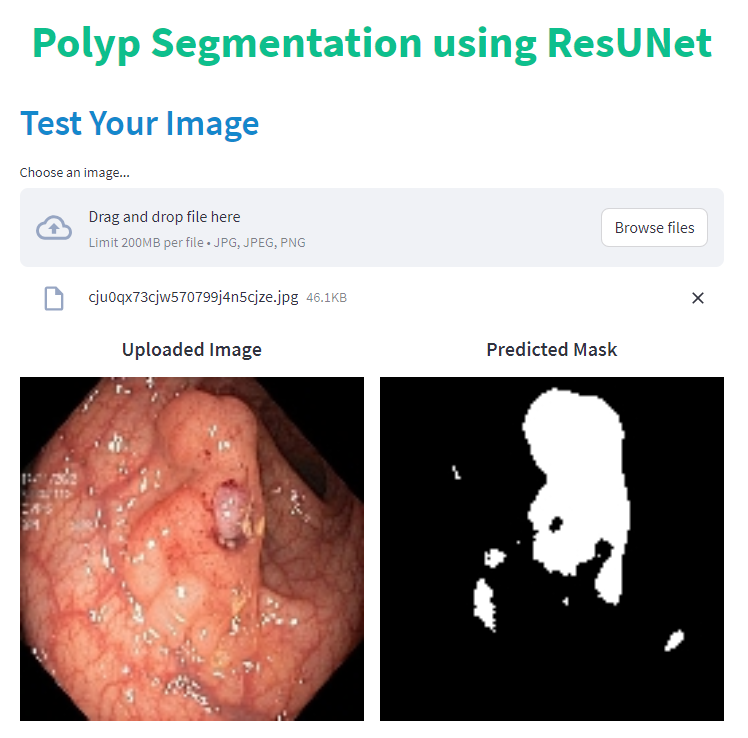 Polyp Segmentation using ResUNet
Test Your Image
Choose an image...
Drag and drop file here
Limit 200MB per file • JPG, JPEG, PNG
Browse files
cju0qx73cjw570799j4n5cjze.jpg 46.1KB
Uploaded Image
Predicted Mask